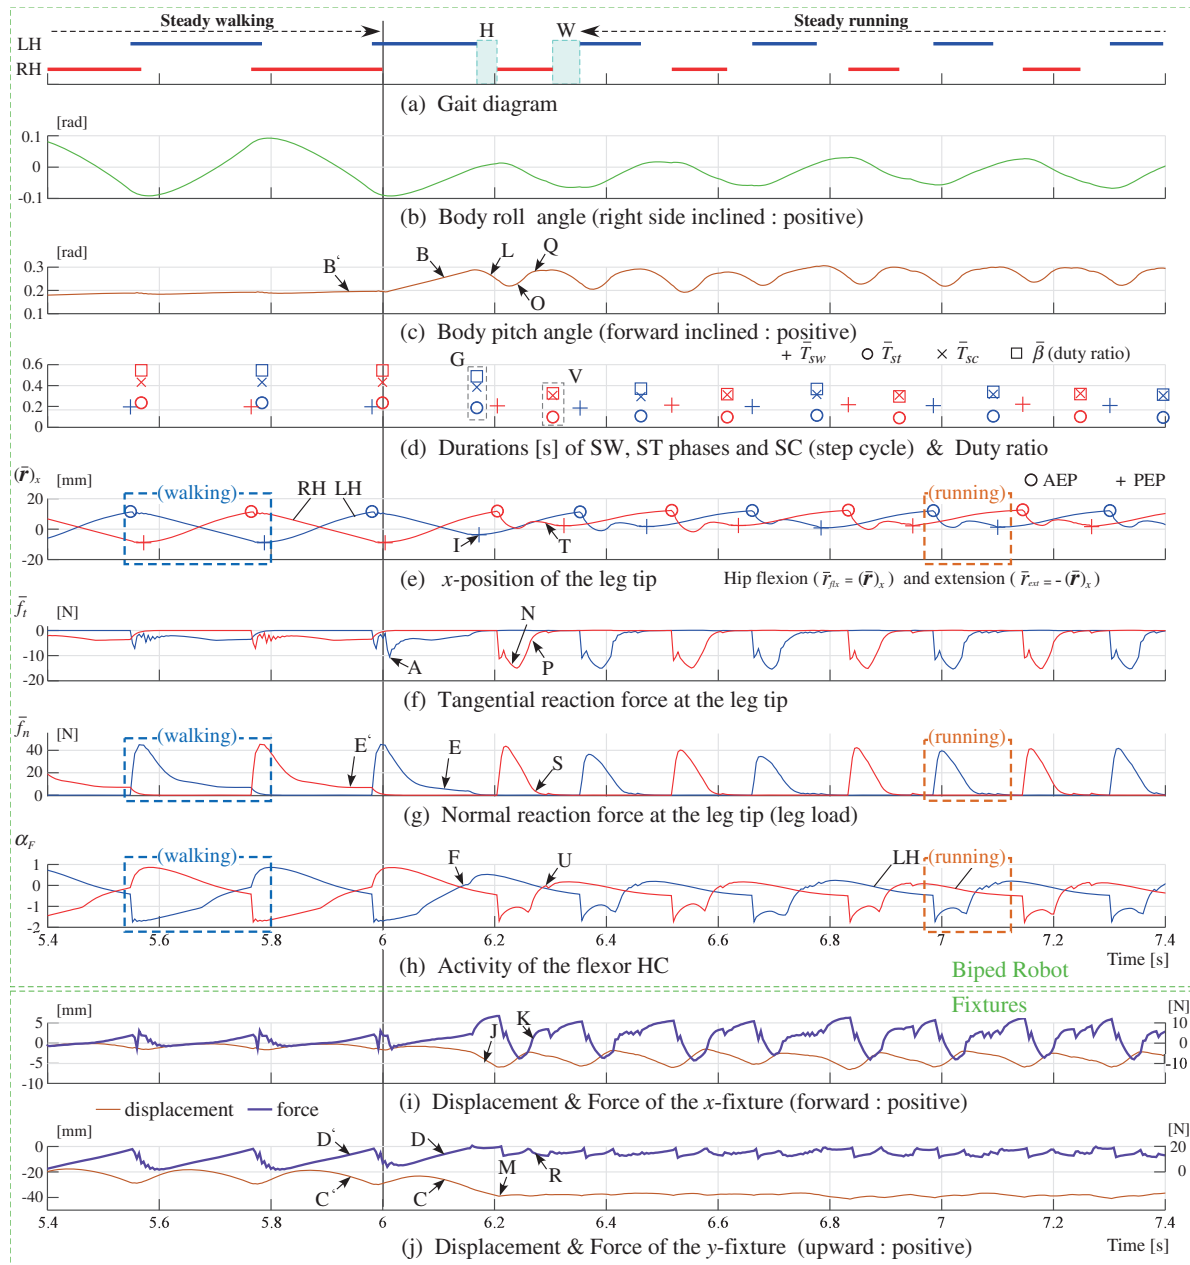 Steady walking H W Steady running
LH
RH
(a) Gait diagram
[rad]
0.1
0
-0.1
(b) Body roll angle (right side inclined : positive)
[rad]
0.3
0.2
0.1
B‘ B L Q O
(c) Body pitch angle (forward inclined : positive)
+ T̄sw ○ T̄st × T̄sc □ β̄ (duty ratio)
0.6
0.4
0.2
0
G V
(d) Durations [s] of SW, ST phases and SC (step cycle) & Duty ratio
(r̄)x [mm]
20
0
-20
(walking) RH LH I T (running) ○ AEP + PEP
(e) x-position of the leg tip Hip flexion (r̄flx = (r̄)x) and extension (r̄ext = - (r̄)x)
f̄t [N]
0
-10
-20
A N P
(f) Tangential reaction force at the leg tip
f̄n [N]
40
20
0
(walking) E‘ E S (running)
(g) Normal reaction force at the leg tip (leg load)
αF
1
0
-1
-2
(walking) F U LH (running)
5.4 5.6 5.8 6 6.2 6.4 6.6 6.8 7 7.2 7.4
(h) Activity of the flexor HC Time [s]
Biped Robot
Fixtures
[mm] [N]
5
0
-5
-10
10
0
-10
J K
(i) Displacement & Force of the x-fixture (forward : positive)
displacement force
[mm] [N]
0
-20
-40
20
0
D‘ D C‘ C M R
5.4 5.6 5.8 6 6.2 6.4 6.6 6.8 7 7.2 7.4
(j) Displacement & Force of the y-fixture (upward : positive) Time [s]